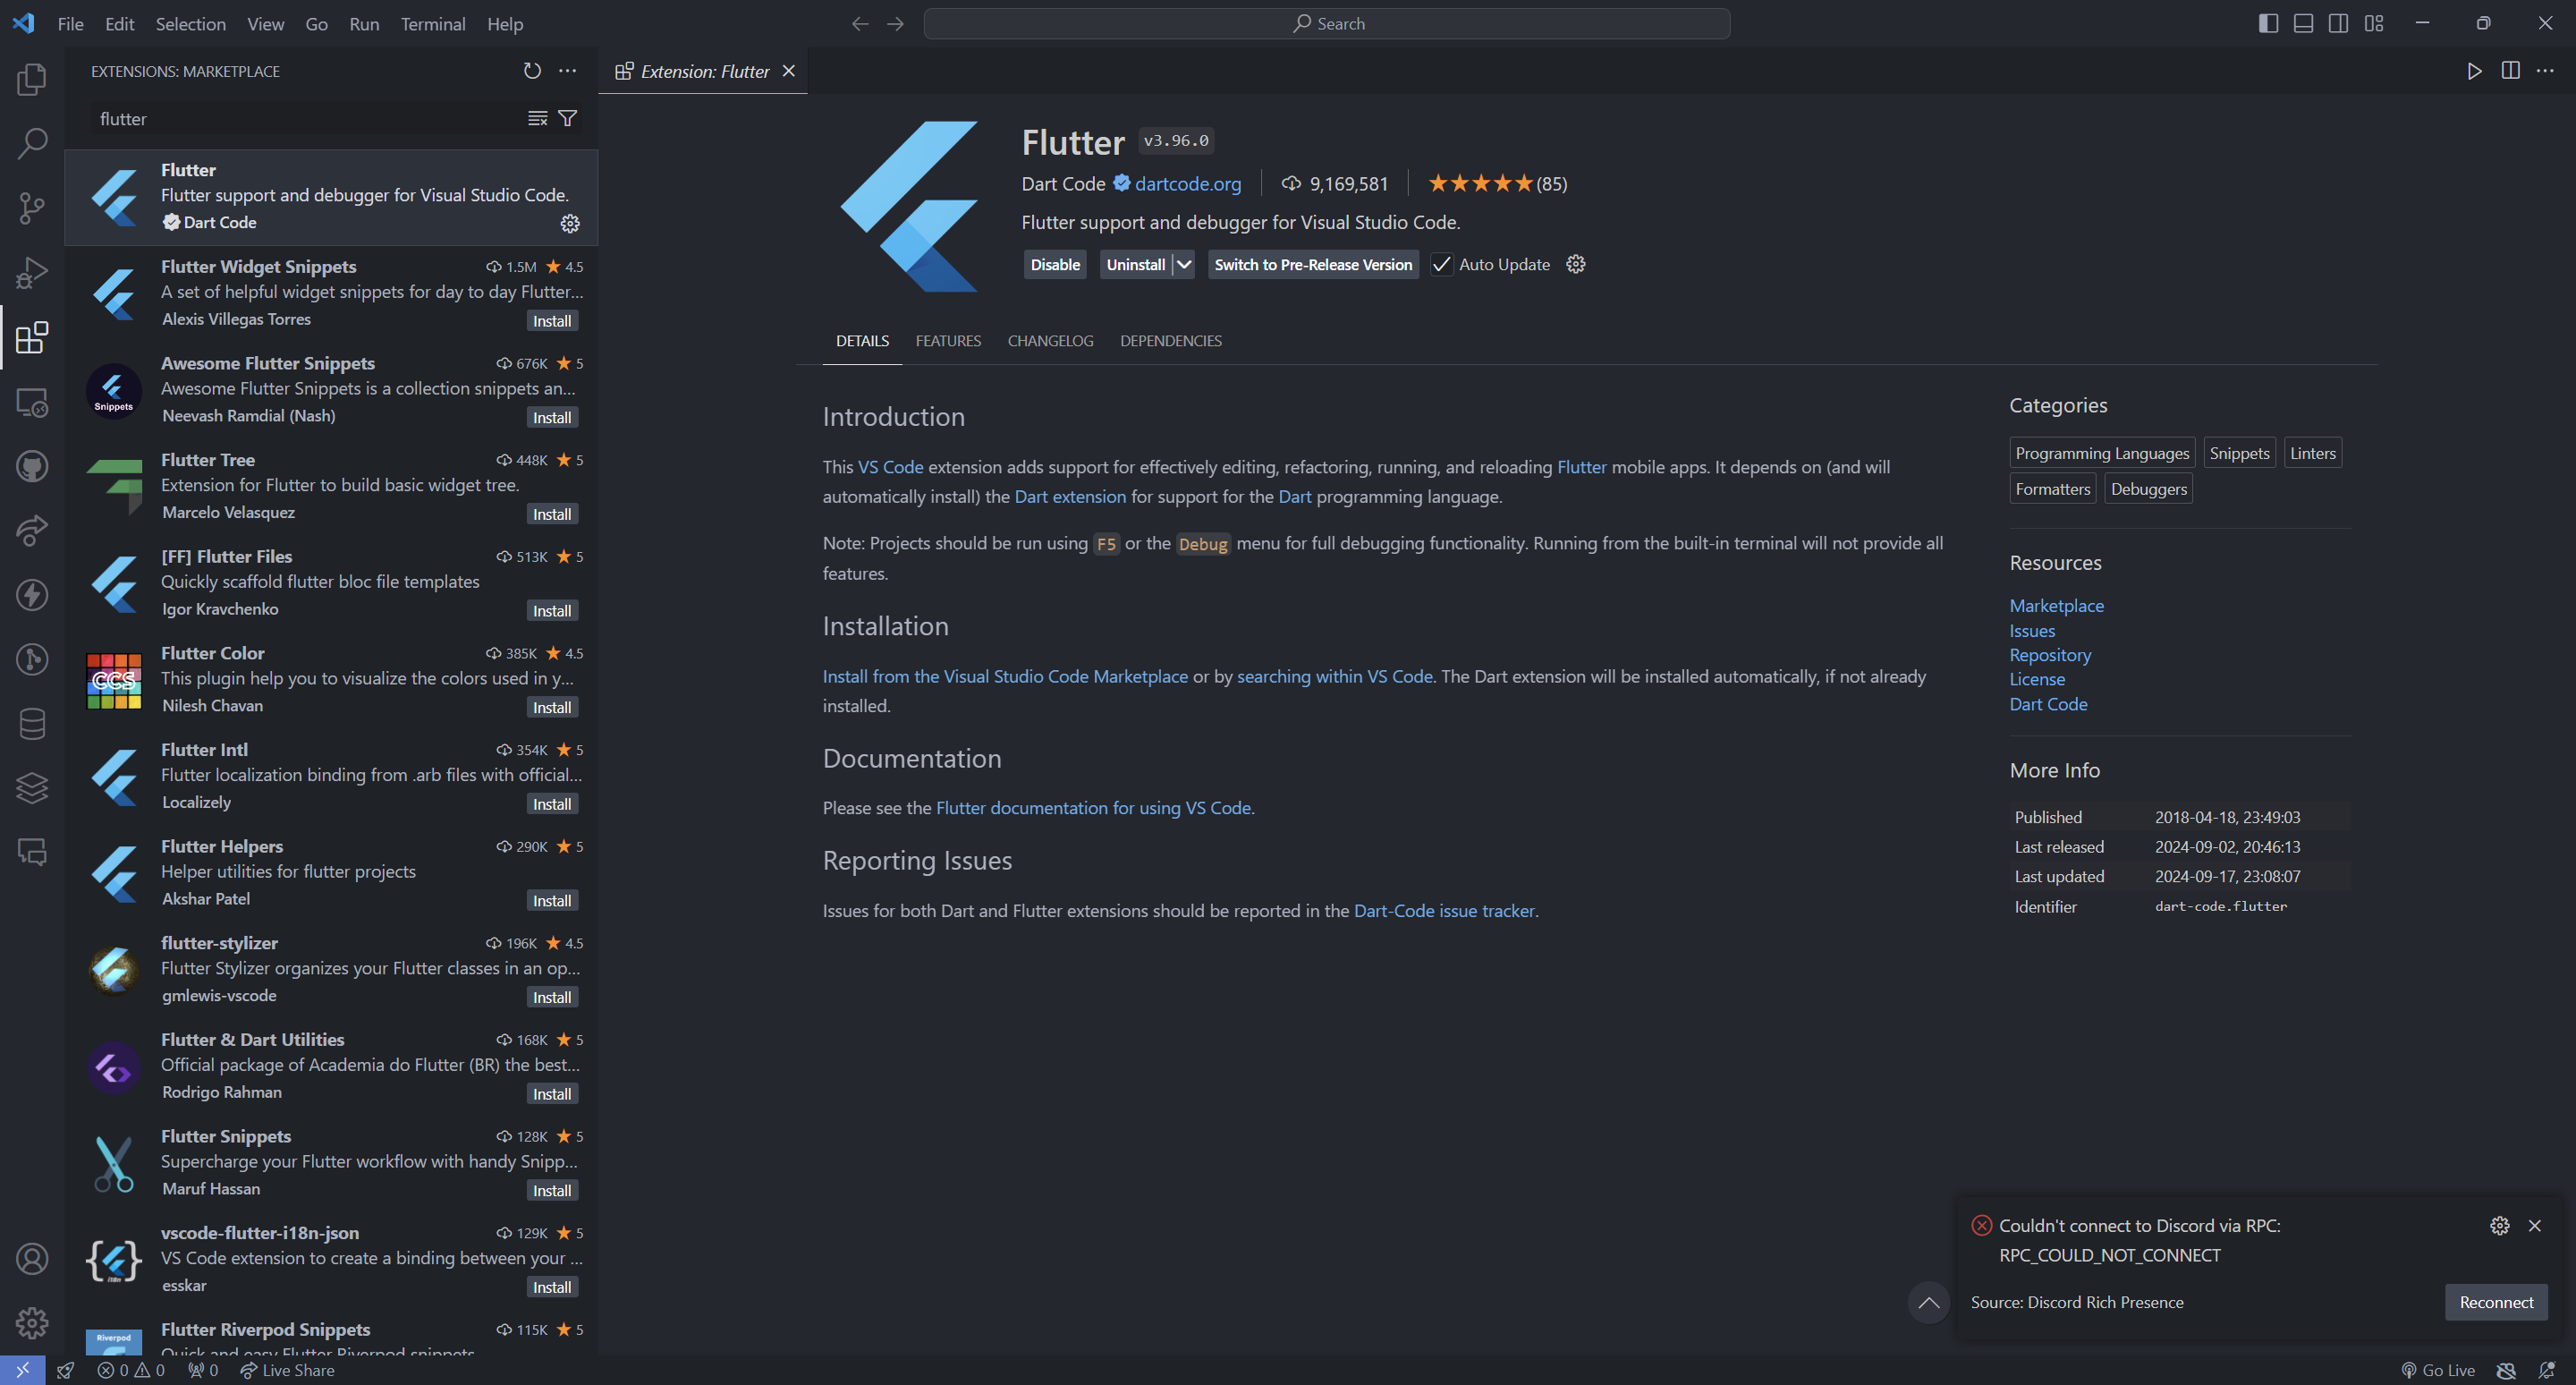 File Edit Selection View Go Run Terminal Help
Search
EXTENSIONS: MARKETPLACE
flutter
Flutter
Flutter support and debugger for Visual Studio Code.
Dart Code
Flutter Widget Snippets 1.5M 4.5
A set of helpful widget snippets for day to day Flutter...
Alexis Villegas Torres Install
Awesome Flutter Snippets 676K 5
Snippets
Awesome Flutter Snippets is a collection snippets an...
Neevash Ramdial (Nash) Install
Flutter Tree 448K 5
Extension for Flutter to build basic widget tree.
Marcelo Velasquez Install
[FF] Flutter Files 513K 5
Quickly scaffold flutter bloc file templates
Igor Kravchenko Install
Flutter Color 385K 4.5
CCS
This plugin help you to visualize the colors used in y...
Nilesh Chavan Install
Flutter Intl 354K 5
Flutter localization binding from .arb files with official...
Localizely Install
Flutter Helpers 290K 5
Helper utilities for flutter projects
Akshar Patel Install
flutter-stylizer 196K 4.5
Flutter Stylizer organizes your Flutter classes in an op...
gmlewis-vscode Install
Flutter & Dart Utilities 168K 5
Official package of Academia do Flutter (BR) the best...
Rodrigo Rahman Install
Flutter Snippets 128K 5
Supercharge your Flutter workflow with handy Snipp...
Maruf Hassan Install
vscode-flutter-i18n-json 129K 5
VS Code extension to create a binding between your ...
i18n
esskar Install
Flutter Riverpod Snippets 115K 5
Riverpod
Quick and easy Flutter Riverpod snippets
Extension: Flutter
Flutter v3.96.0
Dart Code dartcode.org 9,169,581 (85)
Flutter support and debugger for Visual Studio Code.
Disable Uninstall Switch to Pre-Release Version Auto Update
DETAILS FEATURES CHANGELOG DEPENDENCIES
Introduction
This VS Code extension adds support for effectively editing, refactoring, running, and reloading Flutter mobile apps. It depends on (and will
automatically install) the Dart extension for support for the Dart programming language.
Note: Projects should be run using F5 or the Debug menu for full debugging functionality. Running from the built-in terminal will not provide all
features.
Installation
Install from the Visual Studio Code Marketplace or by searching within VS Code. The Dart extension will be installed automatically, if not already
installed.
Documentation
Please see the Flutter documentation for using VS Code.
Reporting Issues
Issues for both Dart and Flutter extensions should be reported in the Dart-Code issue tracker.
Categories
Programming Languages Snippets Linters
Formatters Debuggers
Resources
Marketplace
Issues
Repository
License
Dart Code
More Info
Published 2018-04-18, 23:49:03
Last released 2024-09-02, 20:46:13
Last updated 2024-09-17, 23:08:07
Identifier dart-code.flutter
Couldn't connect to Discord via RPC:
RPC_COULD_NOT_CONNECT
Source: Discord Rich Presence Reconnect
0 0 0 Live Share Go Live